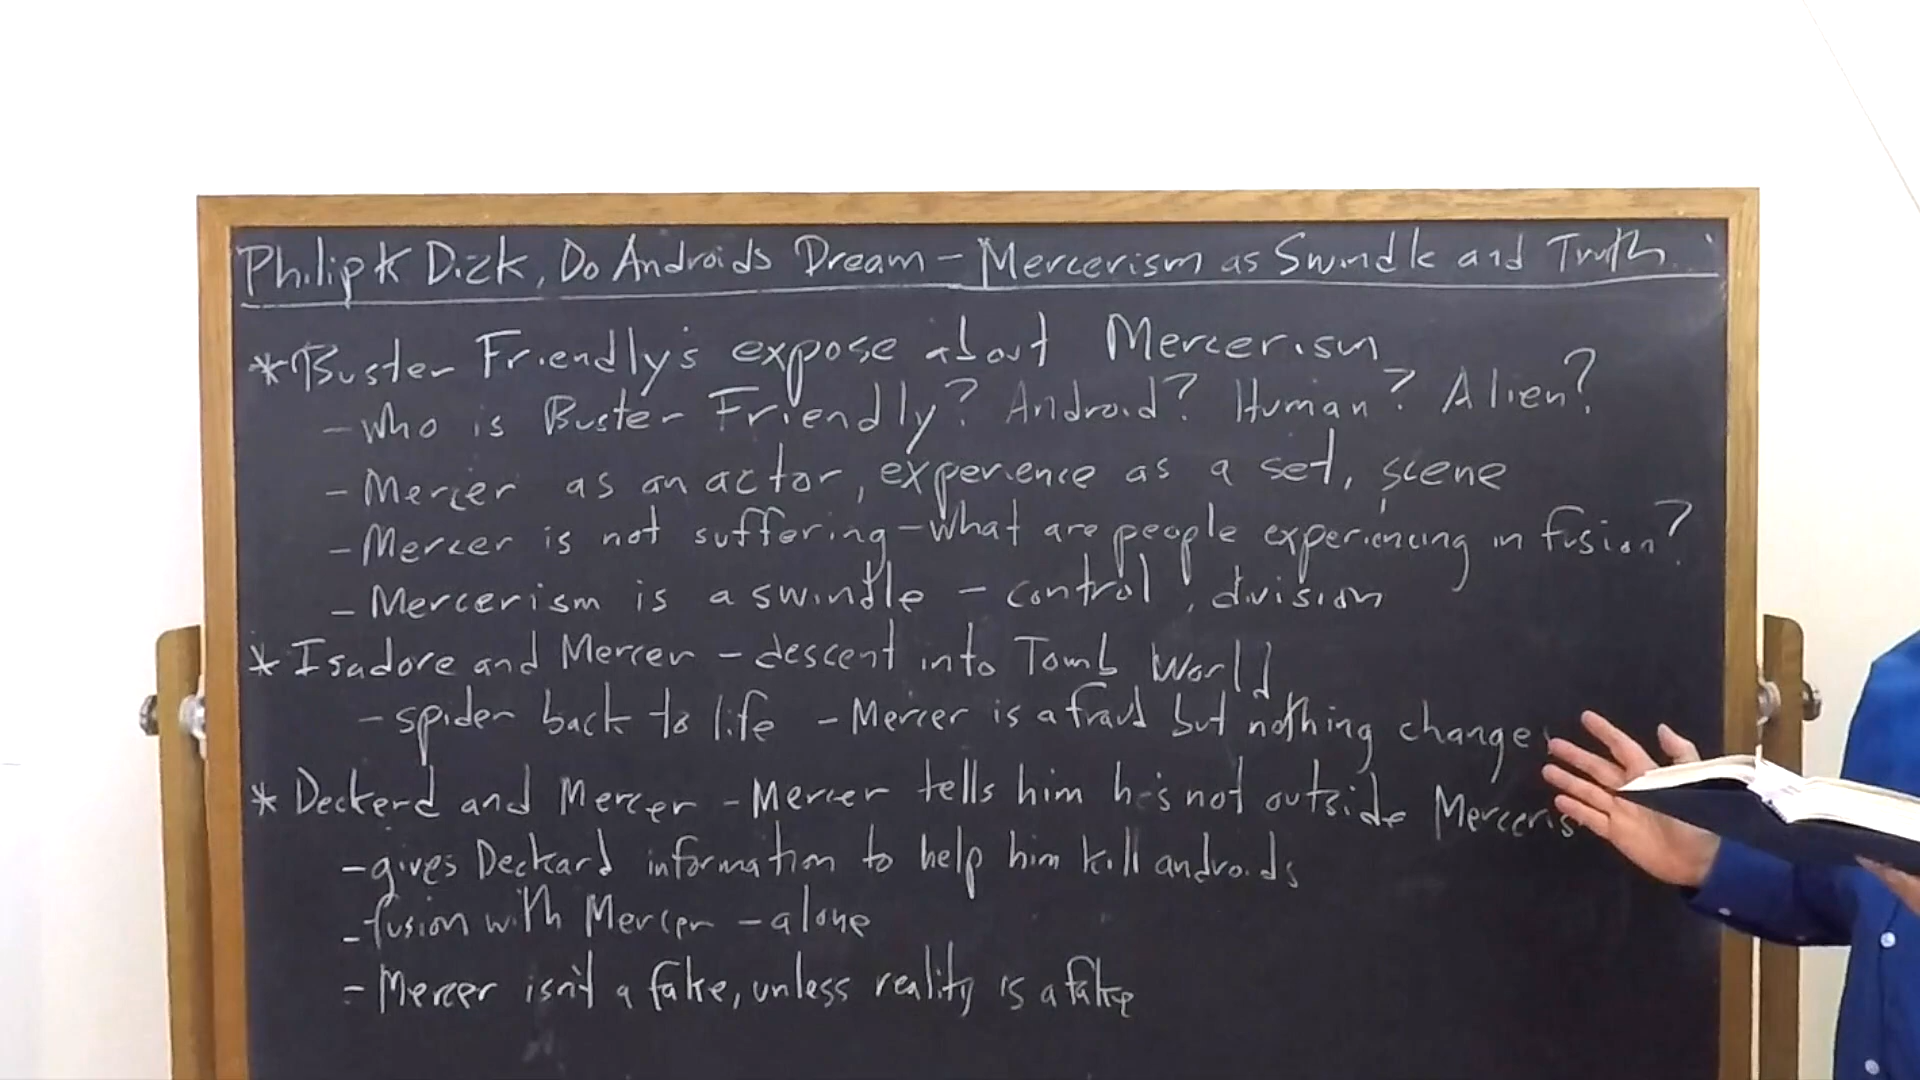 Philip K Dick, Do Androids Dream - Mercerism as Swindle and Truth
* Buster Friendly's expose about Mercerism
- who is Buster Friendly? Android? Human? Alien?
- Mercer as an actor, experience as a set, scene
- Mercer is not suffering - what are people experiencing in fusion?
- Mercerism is a swindle - control, division
* Isadore and Mercer - descent into Tomb World
- spider back to life - Mercer is a fraud but nothing change
* Deckerd and Mercer - Mercer tells him he's not outside Merceris
- gives Deckard information to help him kill androids
- fusion with Mercer - alone
- Mercer isn't a fake, unless reality is a fake